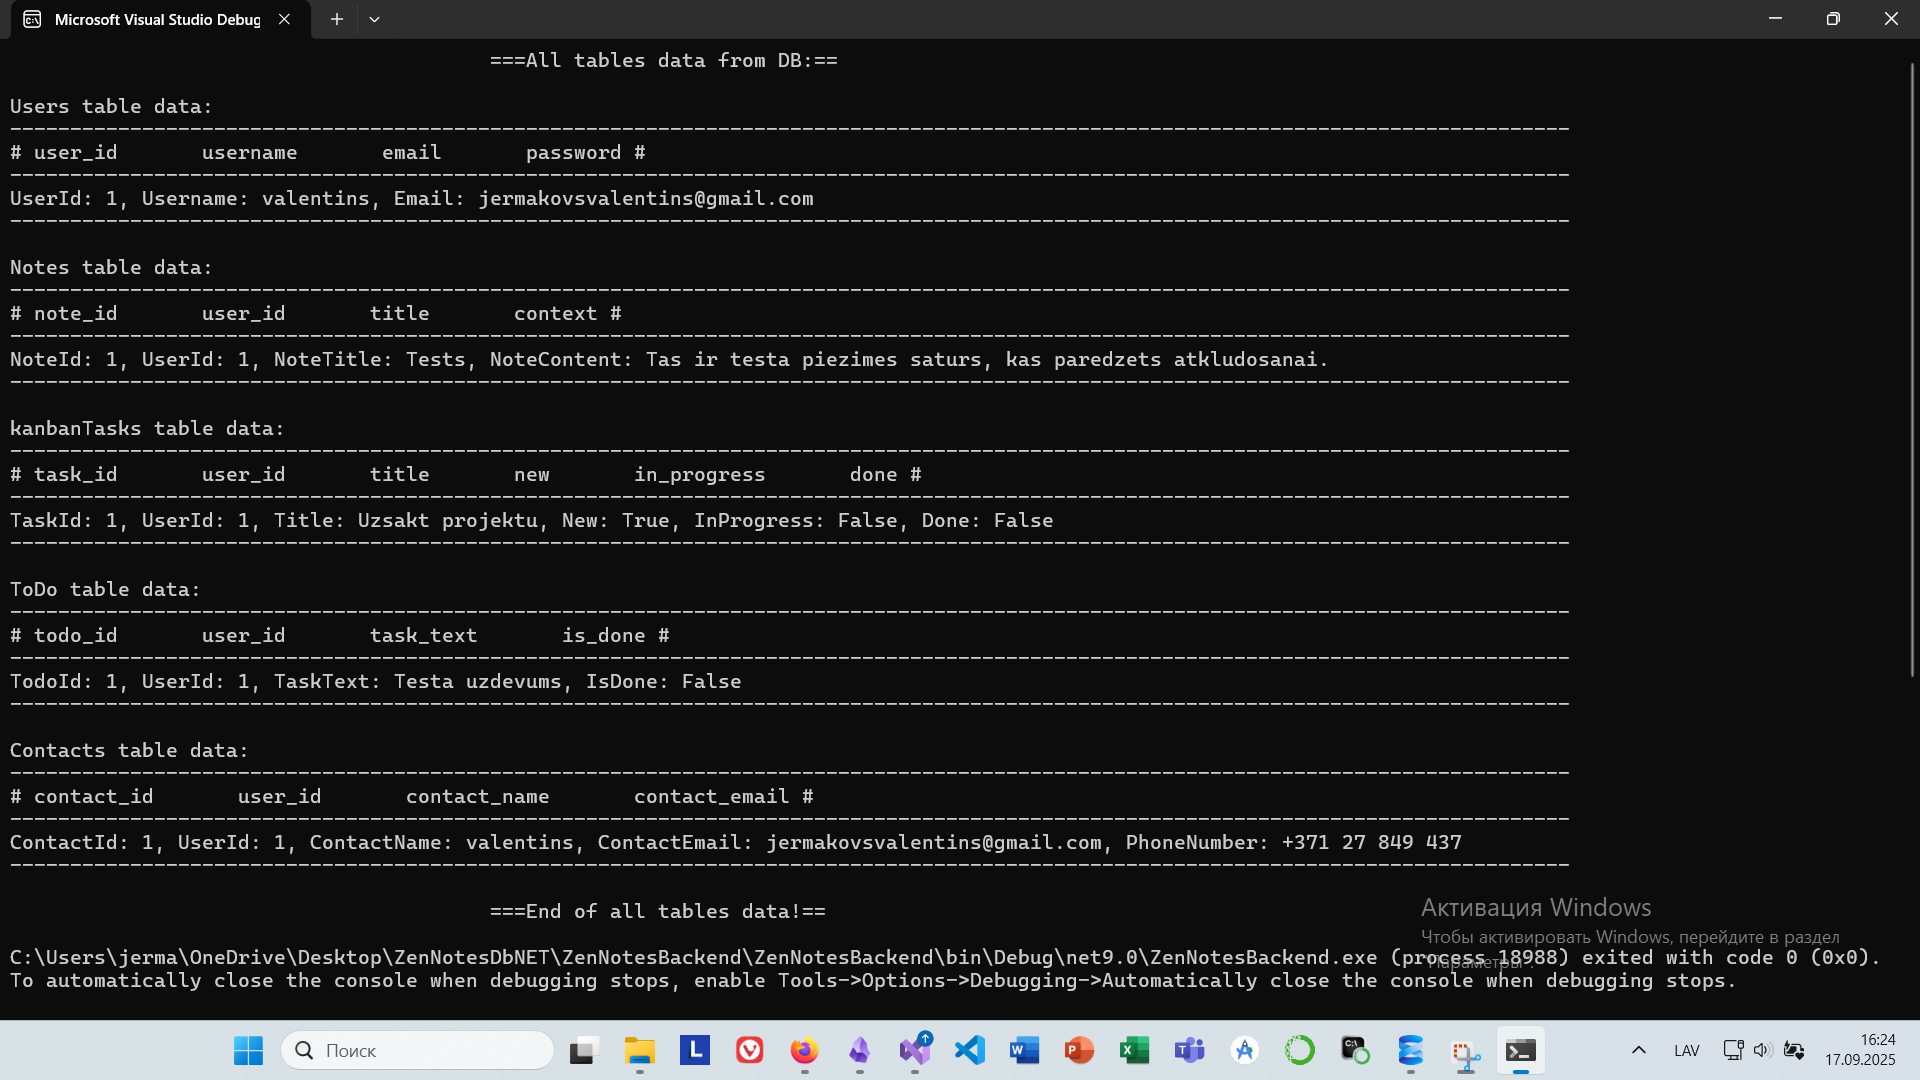 Microsoft Visual Studio Debug
===All tables data from DB:==
Users table data:
----------------------------------------------------------------------------------------------------------------------------------
# user_id       username       email       password #
----------------------------------------------------------------------------------------------------------------------------------
UserId: 1, Username: valentins, Email: jermakovsvalentins@gmail.com
----------------------------------------------------------------------------------------------------------------------------------
Notes table data:
----------------------------------------------------------------------------------------------------------------------------------
# note_id       user_id       title       context #
----------------------------------------------------------------------------------------------------------------------------------
NoteId: 1, UserId: 1, NoteTitle: Tests, NoteContent: Tas ir testa piezimes saturs, kas paredzets atkludosanai.
----------------------------------------------------------------------------------------------------------------------------------
kanbanTasks table data:
----------------------------------------------------------------------------------------------------------------------------------
# task_id       user_id       title       new       in_progress       done #
----------------------------------------------------------------------------------------------------------------------------------
TaskId: 1, UserId: 1, Title: Uzsakt projektu, New: True, InProgress: False, Done: False
----------------------------------------------------------------------------------------------------------------------------------
ToDo table data:
----------------------------------------------------------------------------------------------------------------------------------
# todo_id       user_id       task_text       is_done #
----------------------------------------------------------------------------------------------------------------------------------
TodoId: 1, UserId: 1, TaskText: Testa uzdevums, IsDone: False
----------------------------------------------------------------------------------------------------------------------------------
Contacts table data:
----------------------------------------------------------------------------------------------------------------------------------
# contact_id       user_id       contact_name       contact_email #
----------------------------------------------------------------------------------------------------------------------------------
ContactId: 1, UserId: 1, ContactName: valentins, ContactEmail: jermakovsvalentins@gmail.com, PhoneNumber: +371 27 849 437
----------------------------------------------------------------------------------------------------------------------------------
===End of all tables data!==
Активация Windows
Чтобы активировать Windows, перейдите в раздел
"Параметры".
C:\Users\jerma\OneDrive\Desktop\ZenNotesDbNET\ZenNotesBackend\ZenNotesBackend\bin\Debug\net9.0\ZenNotesBackend.exe (process 18988) exited with code 0 (0x0).
To automatically close the console when debugging stops, enable Tools->Options->Debugging->Automatically close the console when debugging stops.
Поиск
LAV
16:24
17.09.2025